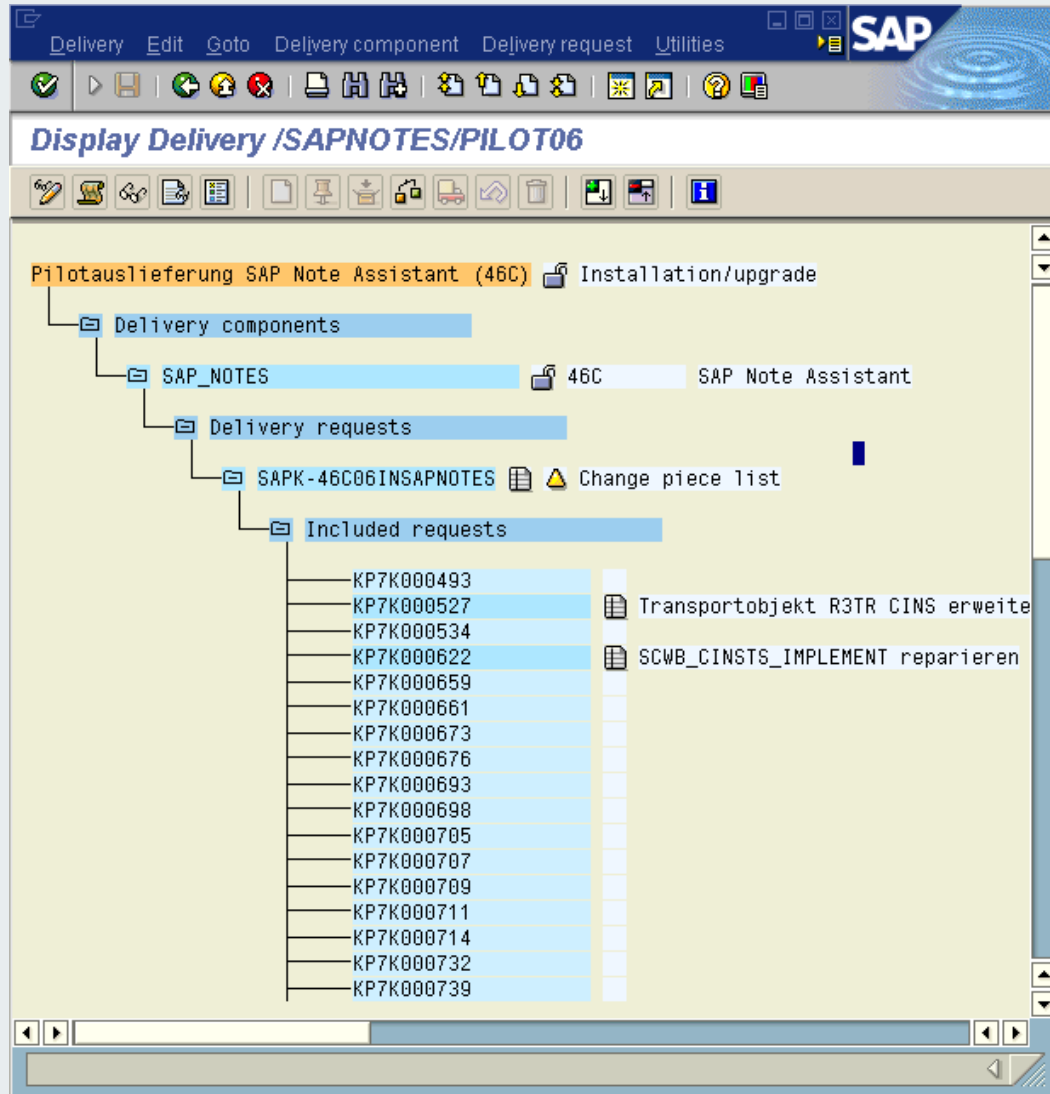 Delivery Edit Goto Delivery component Delivery request Utilities
SAP
Display Delivery /SAPNOTES/PILOT06
Pilotauslieferung SAP Note Assistant (46C) Installation/upgrade
Delivery components
SAP_NOTES 46C SAP Note Assistant
Delivery requests
SAPK-46C06INSAPNOTES Change piece list
Included requests
KP7K000493
KP7K000527 Transportobjekt R3TR CINS erweite
KP7K000534
KP7K000622 SCWB_CINSTS_IMPLEMENT reparieren
KP7K000659
KP7K000661
KP7K000673
KP7K000676
KP7K000693
KP7K000698
KP7K000705
KP7K000707
KP7K000709
KP7K000711
KP7K000714
KP7K000732
KP7K000739